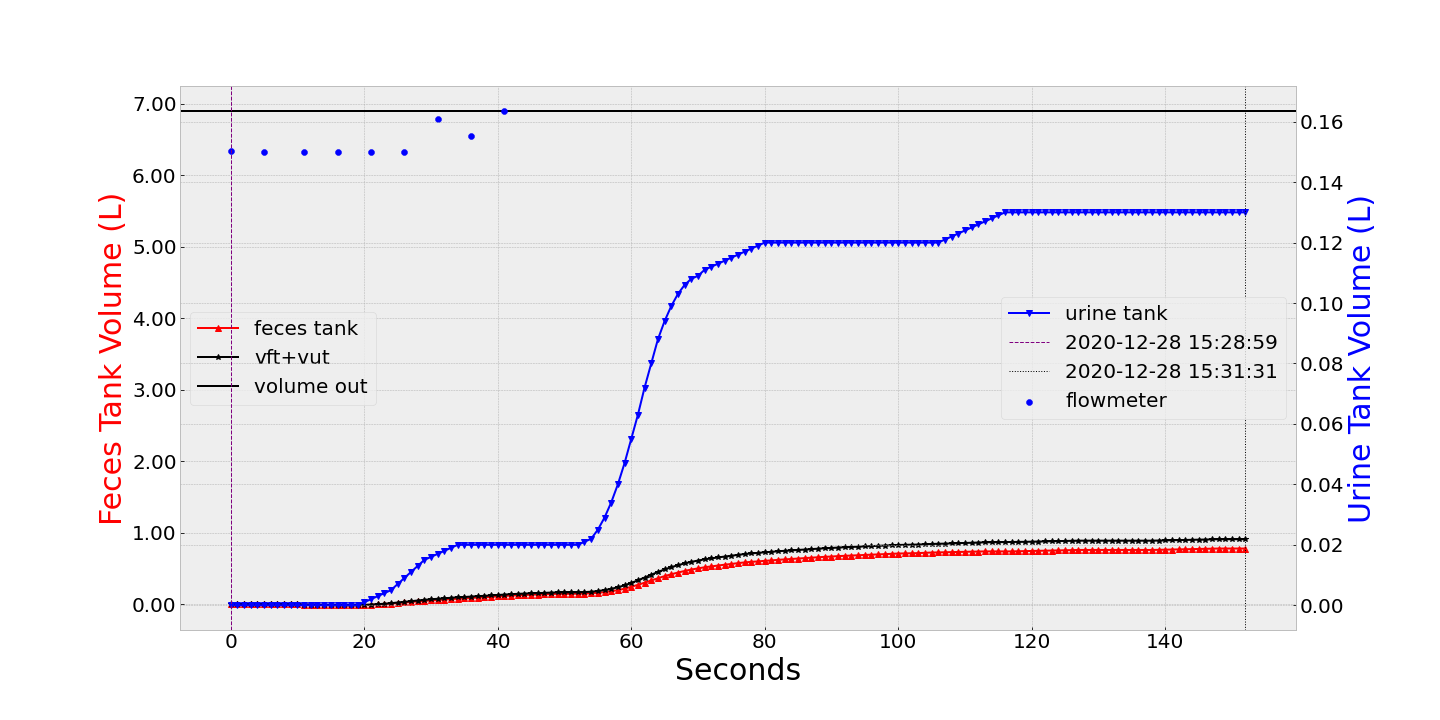 Feces Tank Volume (L)
7.00
6.00
5.00
4.00
3.00
2.00
1.00
0.00
feces tank
vft+vut
volume out
urine tank
2020-12-28 15:28:59
2020-12-28 15:31:31
flowmeter
0.16
0.14
0.12
0.10
0.08
0.06
0.04
0.02
0.00
Urine Tank Volume (L)
0 20 40 60 80 100 120 140
Seconds